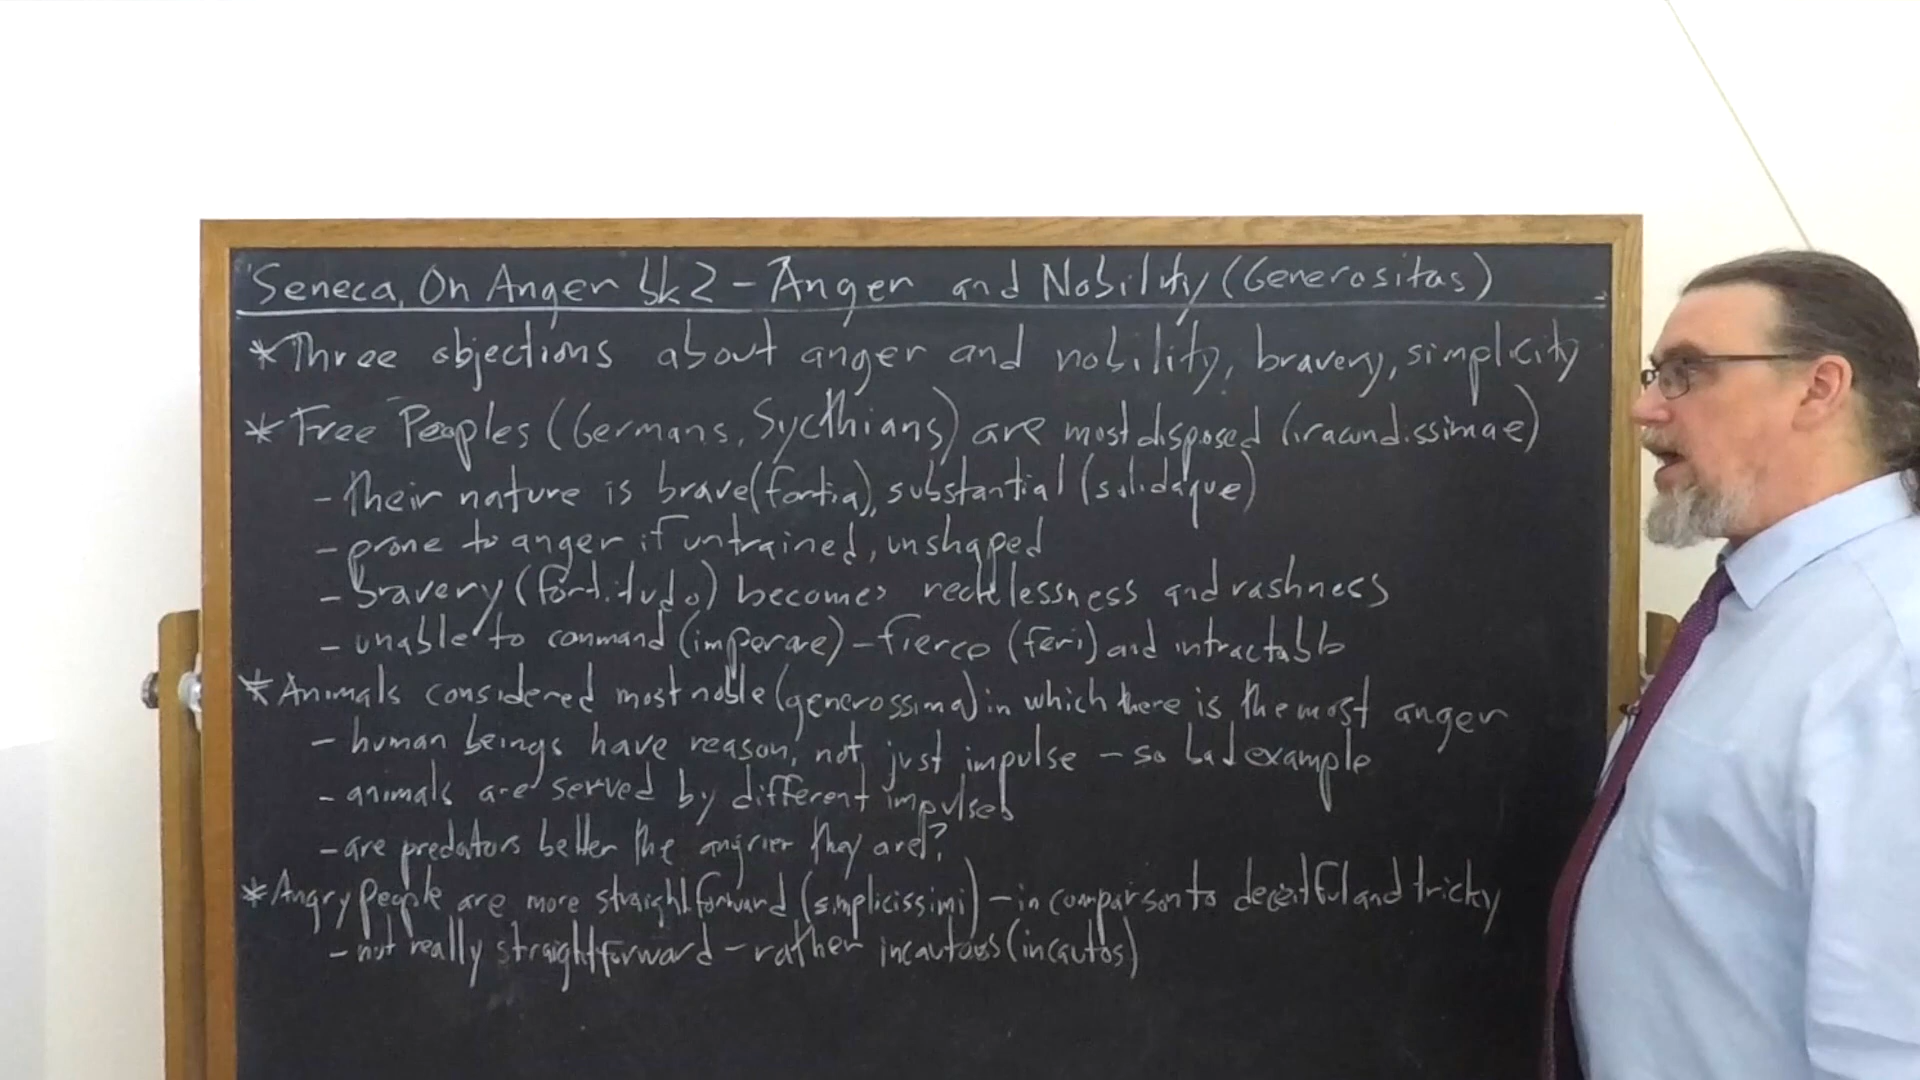 Seneca, On Anger bk 2 - Anger and Nobility (Generositas)
* Three objections about anger and nobility, bravery, simplicity
* Free Peoples (Germans, Sycthians) are most disposed (iracundissimae)
- their nature is brave (fortia), substantial (solidaque)
- prone to anger if untrained, unshaped
- bravery (fortitudo) becomes recklessness and rashness
- unable to command (imperare) - fierce (feri) and intractable
* Animals considered most noble (generossima) in which there is the most anger
- human beings have reason, not just impulse - so bad example
- animals are served by different impulses
- are predators better the angrier they are?
* Angry people are more straightforward (simplicissimi) - in comparison to deceitful and tricky
- not really straightforward - rather incautious (incautos)